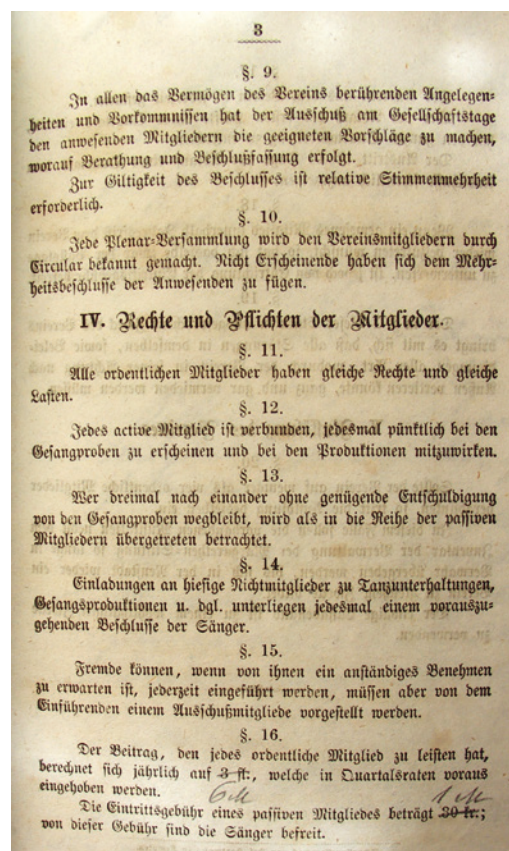 3
§. 9.
In allen das Vermögen des Vereins berührenden Angelegen-
heiten und Vorkommnissen hat der Ausschuß am Gesellschaftstage
den anwesenden Mitgliedern die geeigneten Vorschläge zu machen,
worauf Berathung und Beschlußfassung erfolgt.
Zur Giltigkeit des Beschlusses ist relative Stimmenmehrheit
erforderlich.
§. 10.
Jede Plenar-Versammlung wird den Vereinsmitgliedern durch
Circular bekannt gemacht. Nicht Erscheinende haben sich dem Mehr-
heitsbeschlusse der Anwesenden zu fügen.
IV. Rechte und Pflichten der Mitglieder.
§. 11.
Alle ordentlichen Mitglieder haben gleiche Rechte und gleiche
Lasten.
§. 12.
Jedes active Mitglied ist verbunden, jedesmal pünktlich bei den
Gesangproben zu erscheinen und bei den Produktionen mitzuwirken.
§. 13.
Wer dreimal nach einander ohne genügende Entschuldigung
von den Gesangproben wegbleibt, wird als in die Reihe der passiven
Mitgliedern übergetreten betrachtet.
§. 14.
Einladungen an hiesige Nichtmitglieder zu Tanzunterhaltungen,
Gesangsproduktionen u. dgl. unterliegen jedesmal einem vorauszu-
gehenden Beschlusse der Sänger.
§. 15.
Fremde können, wenn von ihnen ein anständiges Benehmen
zu erwarten ist, jederzeit eingeführt werden, müssen aber von dem
Einführenden einem Ausschußmitgliede vorgestellt werden.
§. 16.
Der Beitrag, den jedes ordentliche Mitglied zu leisten hat,
berechnet sich jährlich auf 3 fl:, welche in Quartalsraten voraus
eingehoben werden. 6 M 1 M
Die Eintrittsgebühr eines passiven Mitgliedes beträgt 30 kr.;
von dieser Gebühr sind die Sänger befreit.